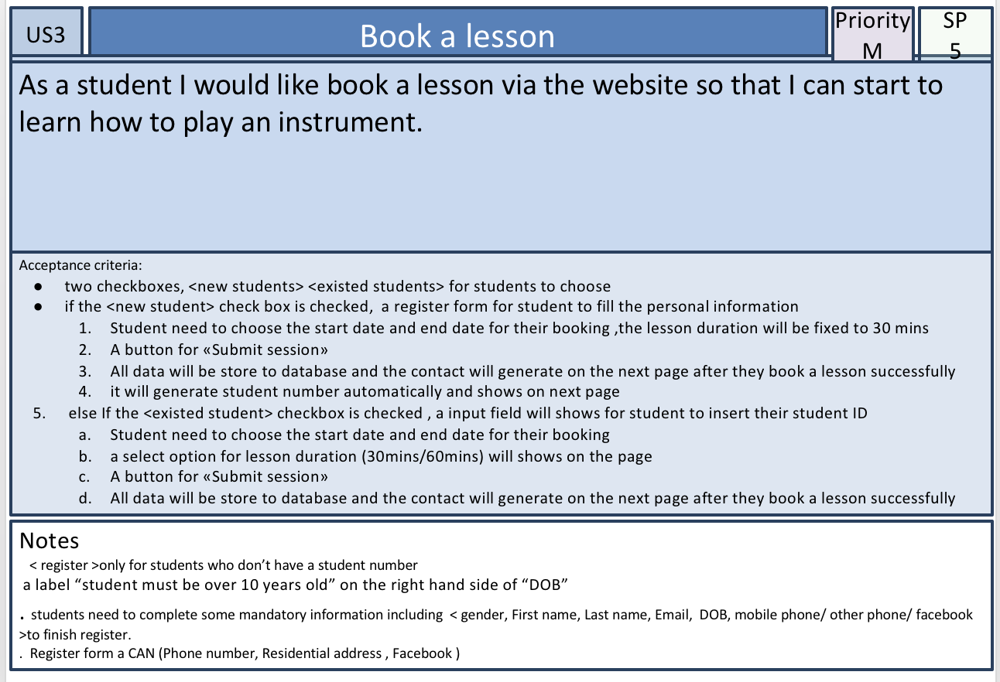 US3
Book a lesson
Priority
M
SP
5
As a student I would like book a lesson via the website so that I can start to
learn how to play an instrument.
Acceptance criteria:
● two checkboxes, <new students> <existed students> for students to choose
● if the <new student> check box is checked,  a register form for student to fill the personal information
1. Student need to choose the start date and end date for their booking ,the lesson duration will be fixed to 30 mins
2. A button for «Submit session»
3. All data will be store to database and the contact will generate on the next page after they book a lesson successfully
4. it will generate student number automatically and shows on next page
5. else If the <existed student> checkbox is checked , a input field will shows for student to insert their student ID
a. Student need to choose the start date and end date for their booking
b. a select option for lesson duration (30mins/60mins) will shows on the page
c. A button for «Submit session»
d. All data will be store to database and the contact will generate on the next page after they book a lesson successfully
Notes
< register >only for students who don’t have a student number
a label “student must be over 10 years old” on the right hand side of “DOB”
. students need to complete some mandatory information including  < gender, First name, Last name, Email,  DOB, mobile phone/ other phone/ facebook
>to finish register.
. Register form a CAN (Phone number, Residential address , Facebook )